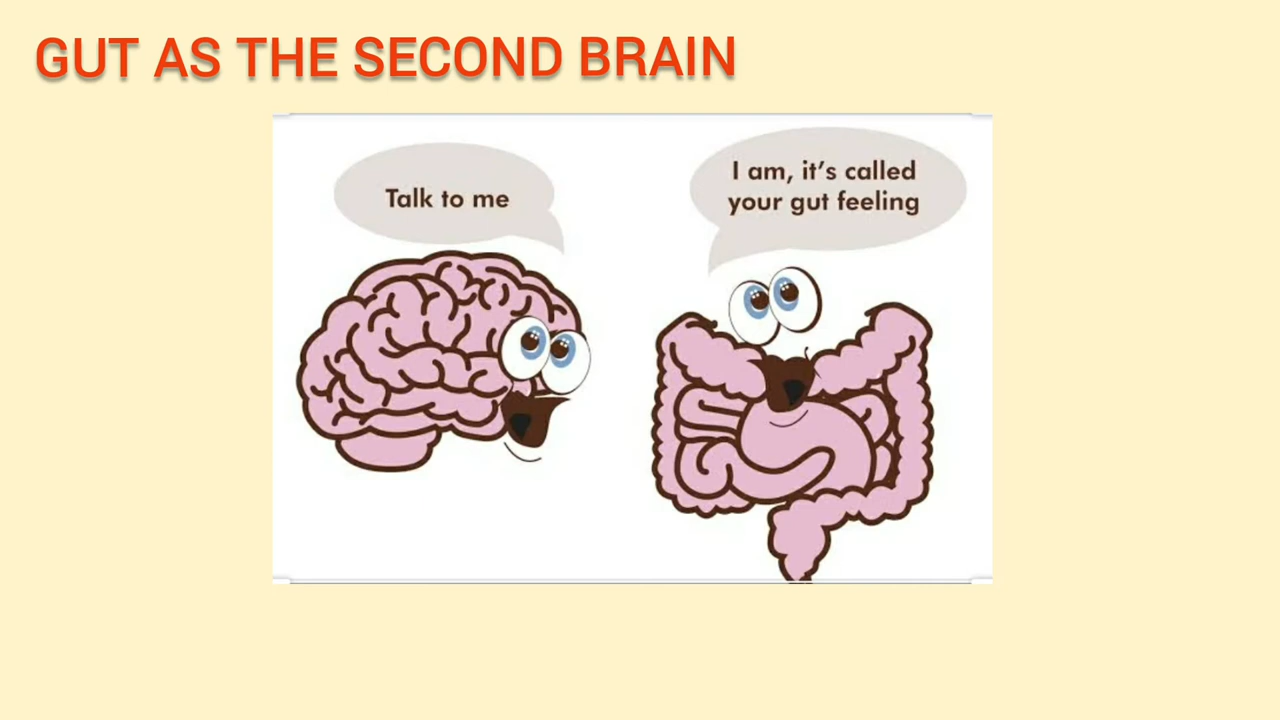 GUT AS THE SECOND BRAIN
Talk to me
I am, it's called
your gut feeling